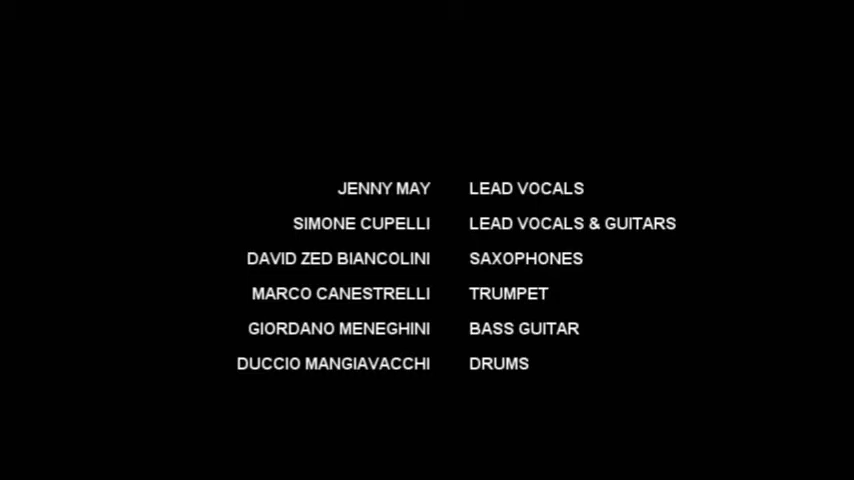 JENNY MAY LEAD VOCALS
SIMONE CUPELLI LEAD VOCALS & GUITARS
DAVID ZED BIANCOLINI SAXOPHONES
MARCO CANESTRELLI TRUMPET
GIORDANO MENEGHINI BASS GUITAR
DUCCIO MANGIAVACCHI DRUMS